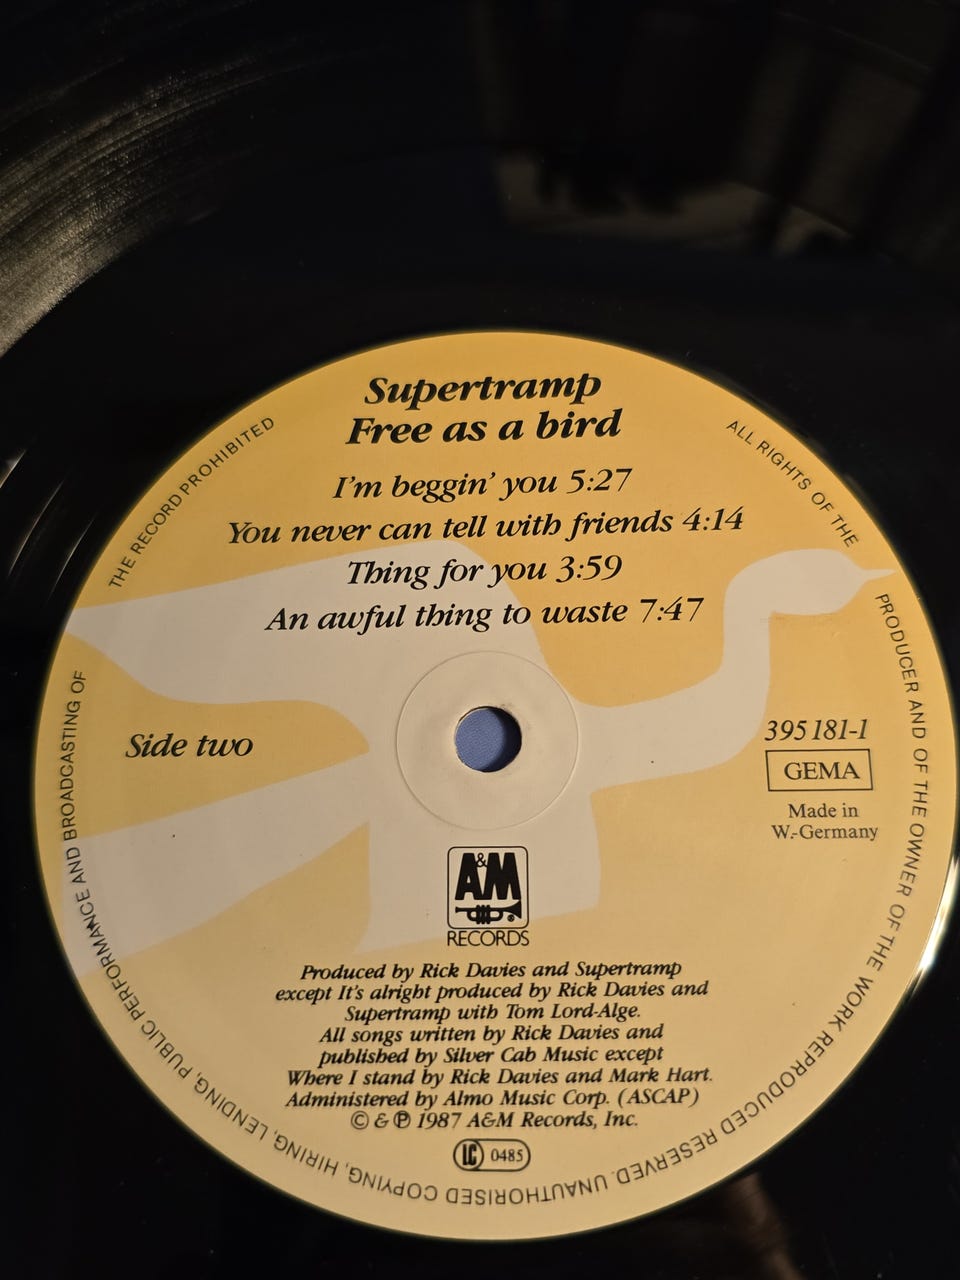 Supertramp
Free as a bird
I'm beggin' you 5:27
You never can tell with friends 4:14
Thing for you 3:59
An awful thing to waste 7:47
Side two
395 181-1
GEMA
Made in
W.-Germany
A&M
RECORDS
Produced by Rick Davies and Supertramp
except It's alright produced by Rick Davies and
Supertramp with Tom Lord-Alge.
All songs written by Rick Davies and
published by Silver Cab Music except
Where I stand by Rick Davies and Mark Hart.
Administered by Almo Music Corp. (ASCAP)
© & ℗ 1987 A&M Records, Inc.
LC 0485
ALL RIGHTS OF THE PRODUCER AND OF THE OWNER OF THE WORK REPRODUCED RESERVED. UNAUTHORISED COPYING, HIRING, LENDING, PUBLIC PERFORMANCE AND BROADCASTING OF THE RECORD PROHIBITED